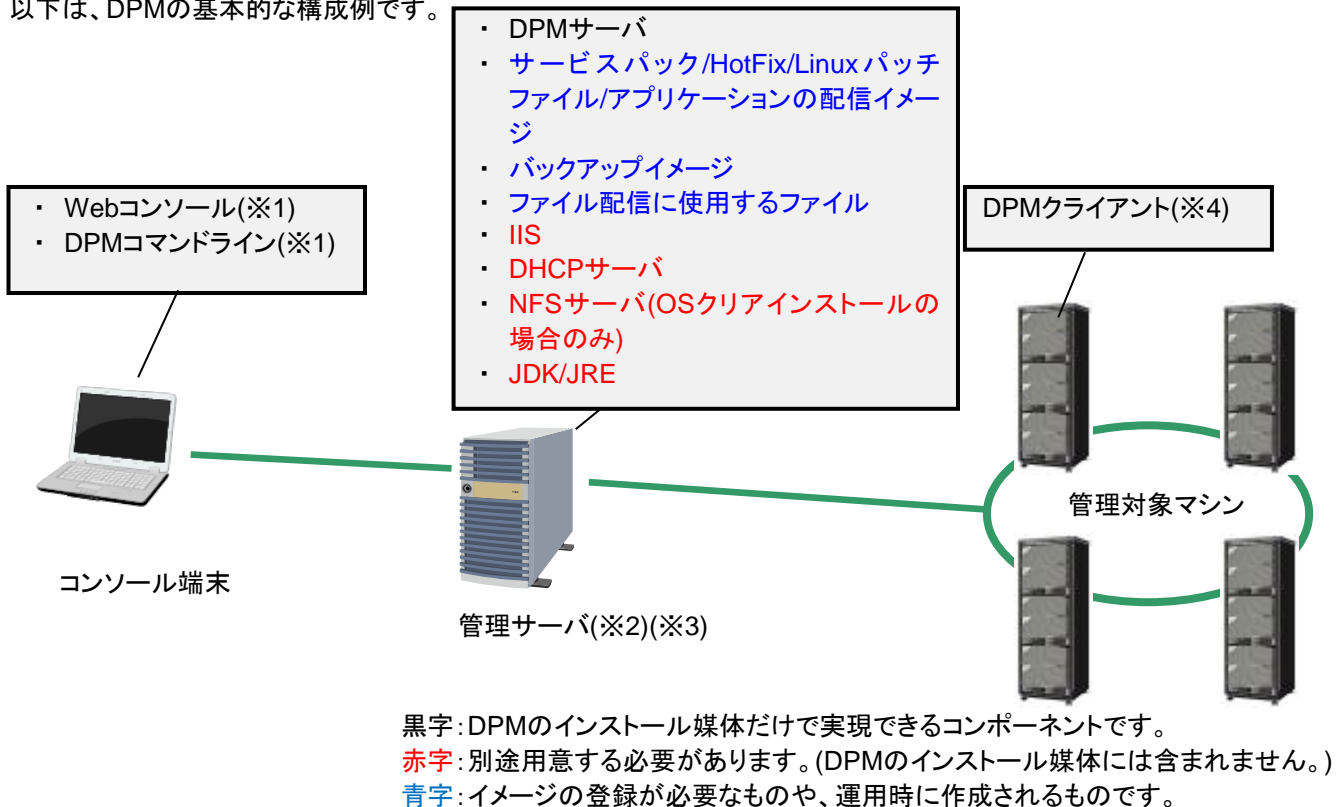 以下は、DPMの基本的な構成例です。
・ DPMサーバ
・ サービスパック/HotFix/Linux パッチ
ファイル/アプリケーションの配信イメー
ジ
・ バックアップイメージ
・ ファイル配信に使用するファイル
・ IIS
・ DHCPサーバ
・ NFSサーバ(OSクリアインストールの
場合のみ)
・ JDK/JRE
・ Webコンソール(※1)
・ DPMコマンドライン(※1)
DPMクライアント(※4)
管理対象マシン
コンソール端末
管理サーバ(※2)(※3)
黒字:DPMのインストール媒体だけで実現できるコンポーネントです。
赤字:別途用意する必要があります。(DPMのインストール媒体には含まれません。)
青字:イメージの登録が必要なものや、運用時に作成されるものです。